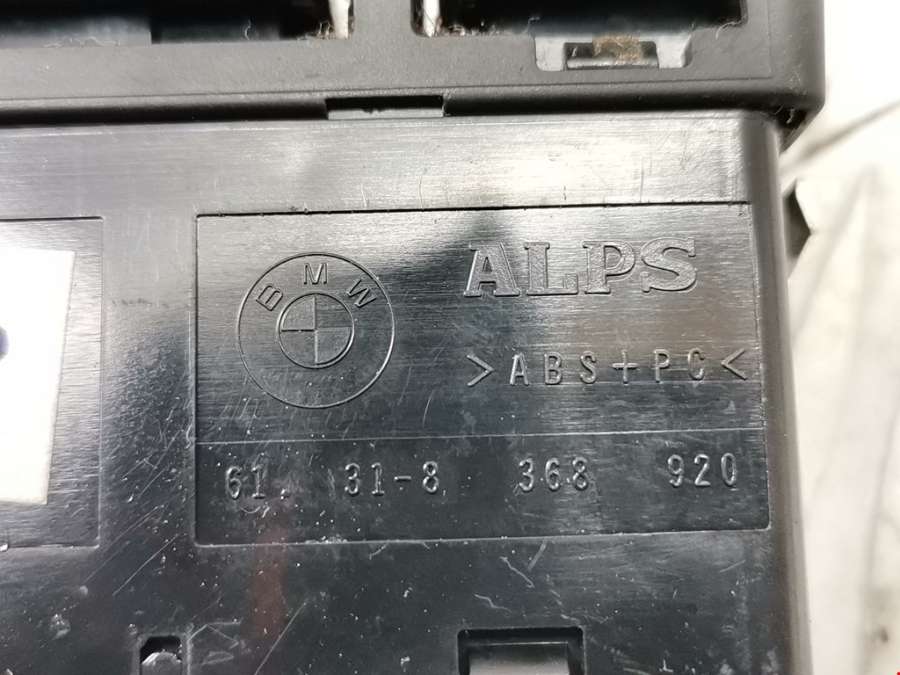 BMW
ALPS
>ABS+PC<
61. 31-8 368 920